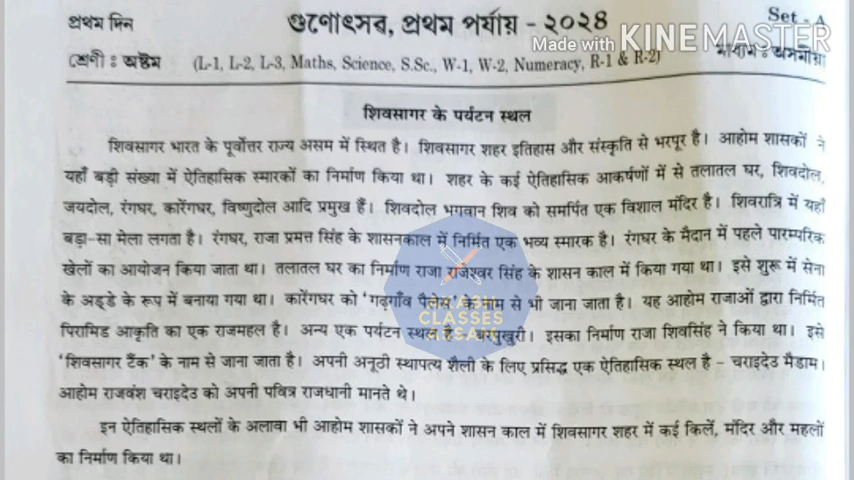 প্ৰথম দিন
গুণোৎসৱ, প্ৰথম পৰ্যায় - ২০২৪
Set - A
Made with KINEMASTER
শ্ৰেণী : অষ্টম (L-1, L-2, L-3, Maths, Science, S.Sc., W-1, W-2, Numeracy, R-1 & R-2) মাধ্যম : অসমীয়া
शिवसागर के पर्यटन स्थल
शिवसागर भारत के पूर्वोत्तर राज्य असम में स्थित है। शिवसागर शहर इतिहास और संस्कृति से भरपूर है। आहोम शासकों ने
यहाँ बड़ी संख्या में ऐतिहासिक स्मारकों का निर्माण किया था। शहर के कई ऐतिहासिक आकर्षणों में से तलातल घर, शिवदोल,
जयदोल, रंगघर, कारेंगघर, विष्णुदोल आदि प्रमुख हैं। शिवदोल भगवान शिव को समर्पित एक विशाल मंदिर है। शिवरात्रि में यहाँ
बड़ा-सा मेला लगता है। रंगघर, राजा प्रमत्त सिंह के शासनकाल में निर्मित एक भव्य स्मारक है। रंगघर के मैदान में पहले पारम्परिक
खेलों का आयोजन किया जाता था। तलातल घर का निर्माण राजा राजेश्वर सिंह के शासन काल में किया गया था। इसे शुरू में सेना
के अड्डे के रूप में बनाया गया था। कारेंगघर को 'गढ़गाँव पैलेस' के नाम से भी जाना जाता है। यह आहोम राजाओं द्वारा निर्मित
पिरामिड आकृति का एक राजमहल है। अन्य एक पर्यटन स्थल है - बरपुखुरी। इसका निर्माण राजा शिवसिंह ने किया था। इसे
'शिवसागर टैंक' के नाम से जाना जाता है। अपनी अनूठी स्थापत्य शैली के लिए प्रसिद्ध एक ऐतिहासिक स्थल है - चराइदेउ मैडाम।
आहोम राजवंश चराइदेउ को अपनी पवित्र राजधानी मानते थे।
इन ऐतिहासिक स्थलों के अलावा भी आहोम शासकों ने अपने शासन काल में शिवसागर शहर में कई किलें, मंदिर और महलों
का निर्माण किया था।
CLASSES